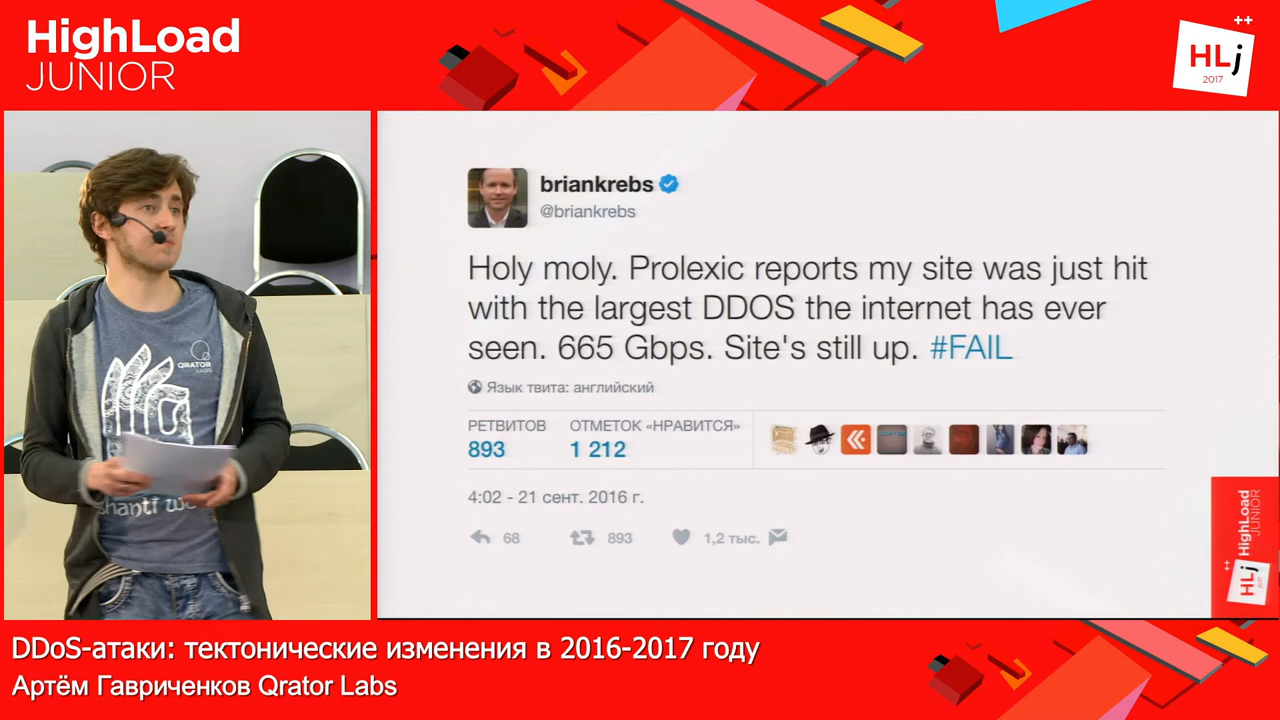 HighLoad
JUNIOR
++
HLj
2017
briankrebs
@briankrebs
Holy moly. Prolexic reports my site was just hit
with the largest DDOS the internet has ever
seen. 665 Gbps. Site's still up. #FAIL
Язык твита: английский
РЕТВИТОВ
893
ОТМЕТОК «НРАВИТСЯ»
1 212
4:02 - 21 сент. 2016 г.
68
893
1,2 тыс.
QRATOR
LABS
HighLoad
JUNIOR
++
HLj
DDoS-атаки: тектонические изменения в 2016-2017 году
Артём Гавриченков Qrator Labs